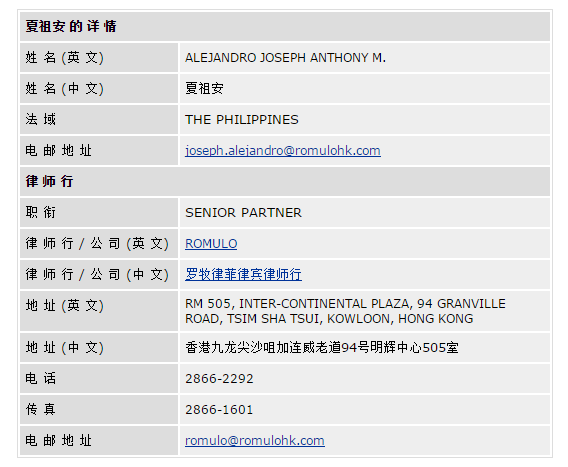 夏祖安的详情
姓名(英文) ALEJANDRO JOSEPH ANTHONY M.
姓名(中文) 夏祖安
法域 THE PHILIPPINES
电邮地址 joseph.alejandro@romulohk.com
律师行
职衔 SENIOR PARTNER
律师行/公司(英文) ROMULO
律师行/公司(中文) 罗牧律菲律宾律师行
地址(英文) RM 505, INTER-CONTINENTAL PLAZA, 94 GRANVILLE
ROAD, TSIM SHA TSUI, KOWLOON, HONG KONG
地址(中文) 香港九龙尖沙咀加连威老道94号明辉中心505室
电话 2866-2292
传真 2866-1601
电邮地址 romulo@romulohk.com